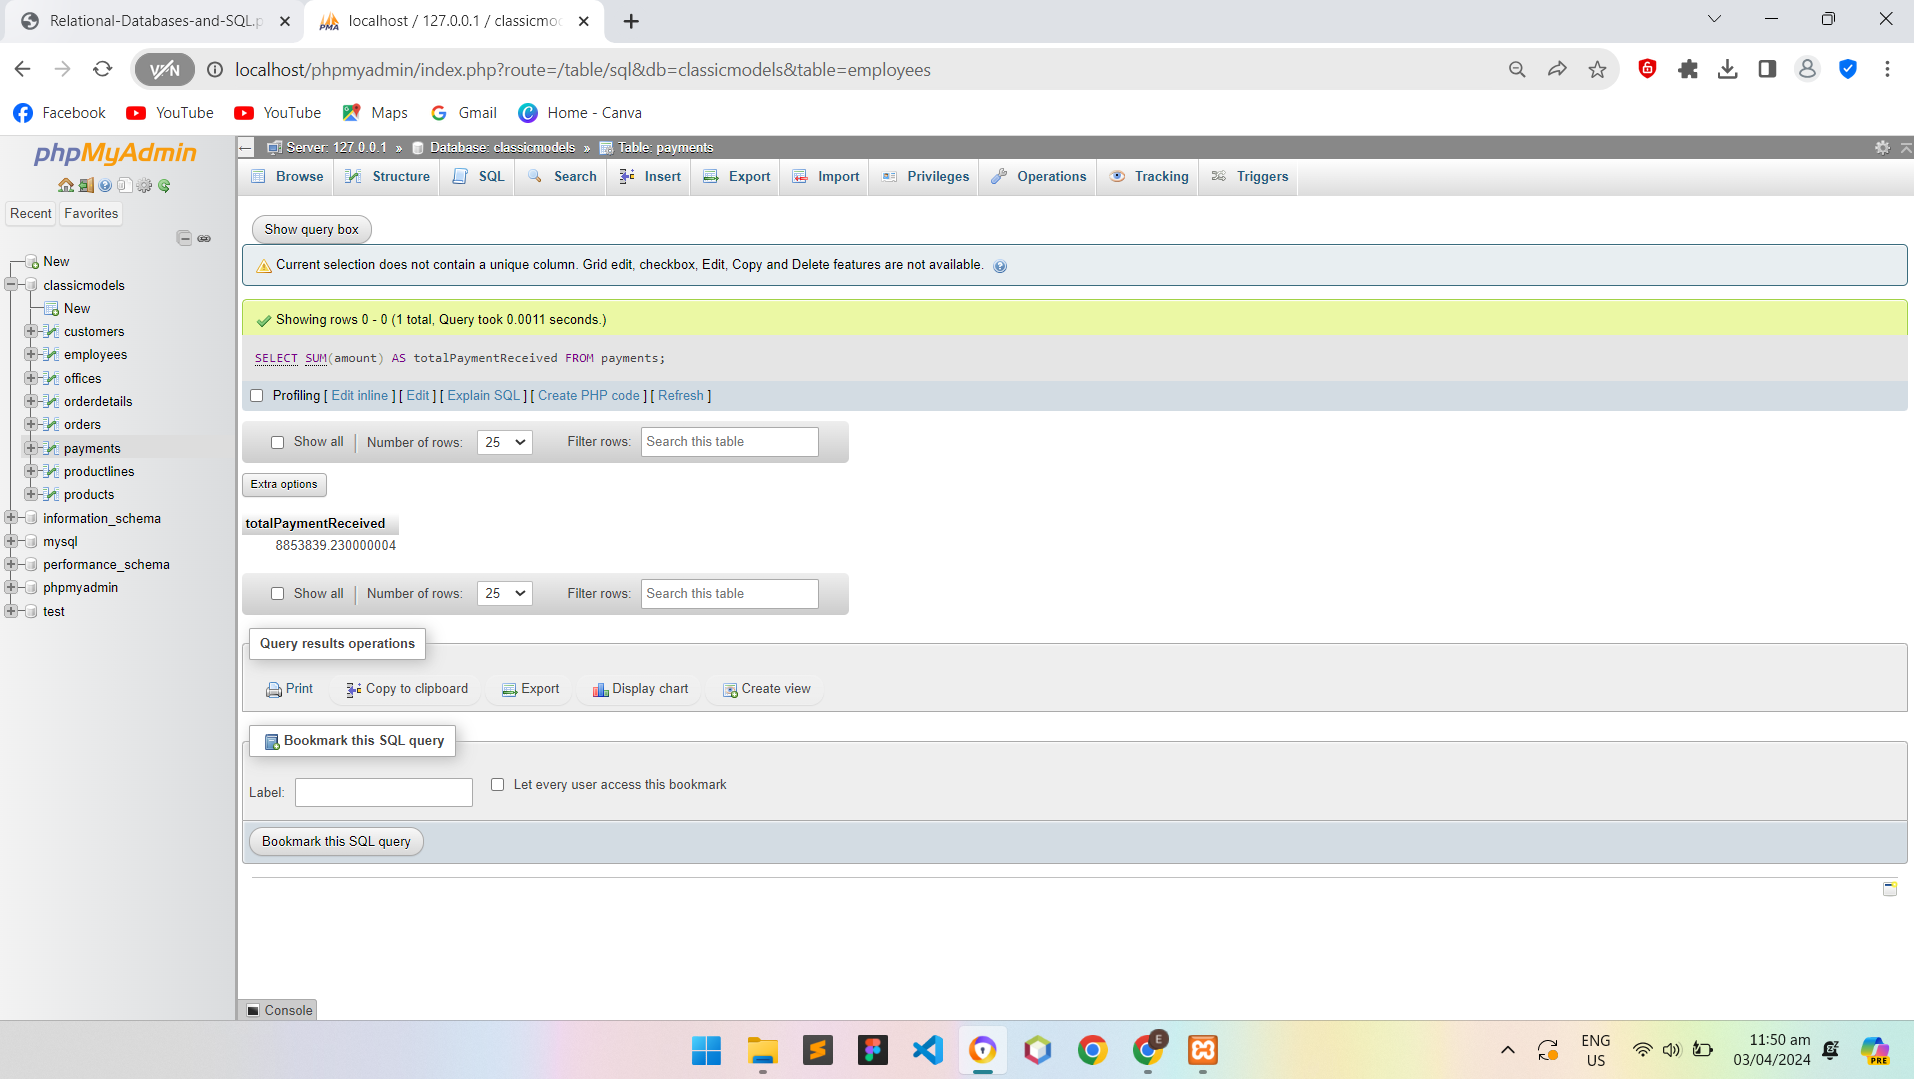 Relational-Databases-and-SQL.p
localhost / 127.0.0.1 / classicmo
VPN
localhost/phpmyadmin/index.php?route=/table/sql&db=classicmodels&table=employees
Facebook
YouTube
YouTube
Maps
Gmail
Home - Canva
phpMyAdmin
Recent
Favorites
New
classicmodels
New
customers
employees
offices
orderdetails
orders
payments
productlines
products
information_schema
mysql
performance_schema
phpmyadmin
test
Server: 127.0.0.1 » Database: classicmodels » Table: payments
Browse
Structure
SQL
Search
Insert
Export
Import
Privileges
Operations
Tracking
Triggers
Show query box
Current selection does not contain a unique column. Grid edit, checkbox, Edit, Copy and Delete features are not available.
Showing rows 0 - 0 (1 total, Query took 0.0011 seconds.)
SELECT SUM(amount) AS totalPaymentReceived FROM payments;
Profiling [ Edit inline ] [ Edit ] [ Explain SQL ] [ Create PHP code ] [ Refresh ]
Show all | Number of rows: 25 Filter rows: Search this table
Extra options
totalPaymentReceived
8853839.230000004
Show all | Number of rows: 25 Filter rows: Search this table
Query results operations
Print
Copy to clipboard
Export
Display chart
Create view
Bookmark this SQL query
Label:
Let every user access this bookmark
Bookmark this SQL query
Console
E
ENG
US
11:50 am
03/04/2024
PRE